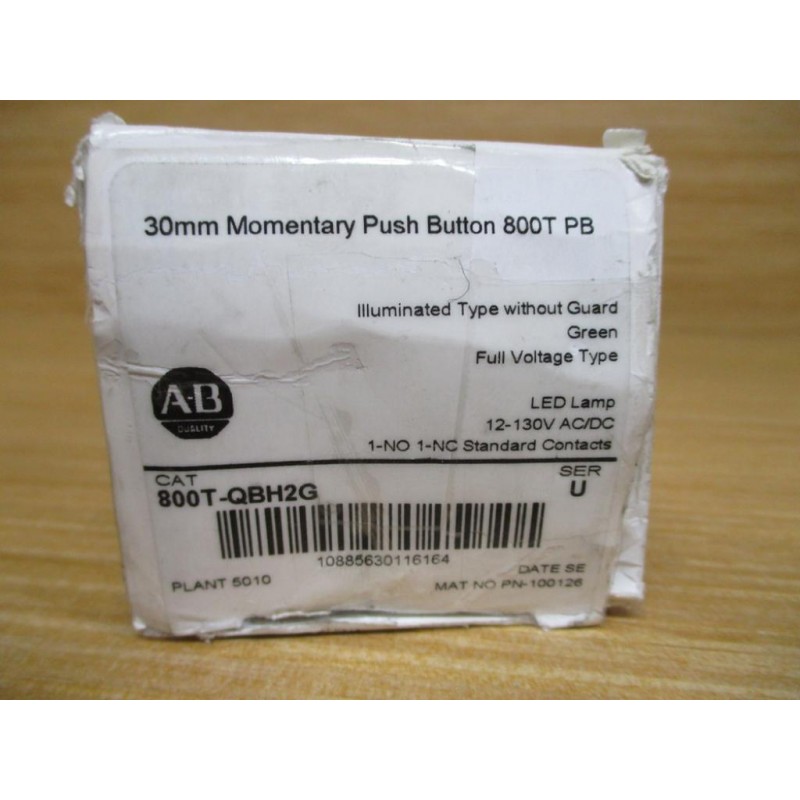 30mm Momentary Push Button 800T PB
Illuminated Type without Guard
Green
Full Voltage Type
LED Lamp
12-130V AC/DC
1-NO 1-NC Standard Contacts
A-B
QUALITY
CAT
800T-QBH2G
SER
U
10885630116164
PLANT 5010
DATE SE
MAT NO PN-100126